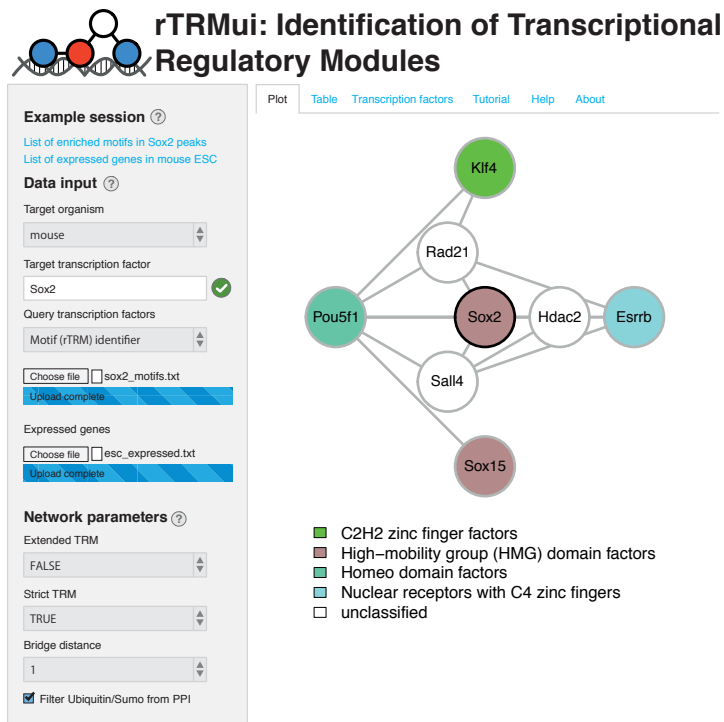 rTRMui: Identification of Transcriptional
Regulatory Modules
Example session ?
List of enriched motifs in Sox2 peaks
List of expressed genes in mouse ESC
Data input ?
Target organism
mouse
Target transcription factor
Sox2
Query transcription factors
Motif (rTRM) identifier
Choose file sox2_motifs.txt
Upload complete
Expressed genes
Choose file esc_expressed.txt
Upload complete
Network parameters ?
Extended TRM
FALSE
Strict TRM
TRUE
Bridge distance
1
Filter Ubiquitin/Sumo from PPI
Plot Table Transcription factors Tutorial Help About
Klf4
Rad21
Pou5f1 Sox2 Hdac2 Esrrb
Sall4
Sox15
C2H2 zinc finger factors
High−mobility group (HMG) domain factors
Homeo domain factors
Nuclear receptors with C4 zinc fingers
unclassified